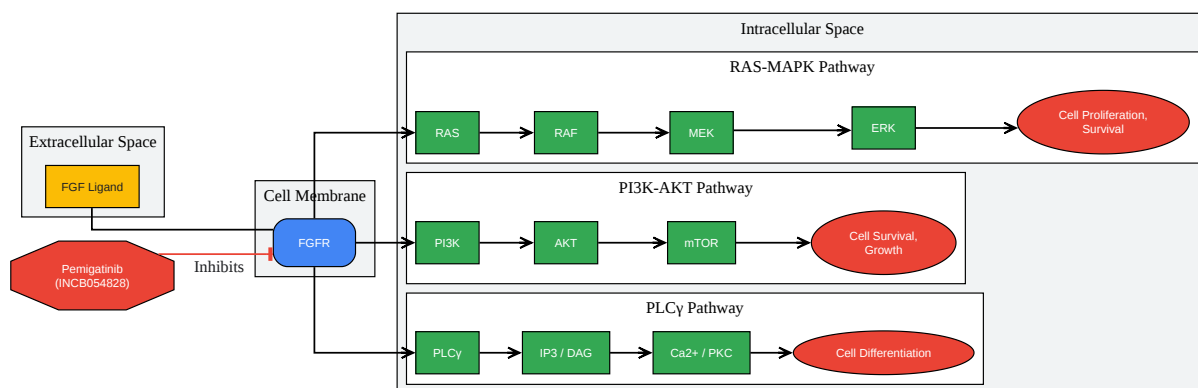 Intracellular Space
RAS-MAPK Pathway
RAS
RAF
MEK
ERK
Cell Proliferation,
Survival
Extracellular Space
FGF Ligand
Cell Membrane
FGFR
Pemigatinib
(INCB054828)
Inhibits
PI3K-AKT Pathway
PI3K
AKT
mTOR
Cell Survival,
Growth
PLCγ Pathway
PLCγ
IP3 / DAG
Ca2+ / PKC
Cell Differentiation